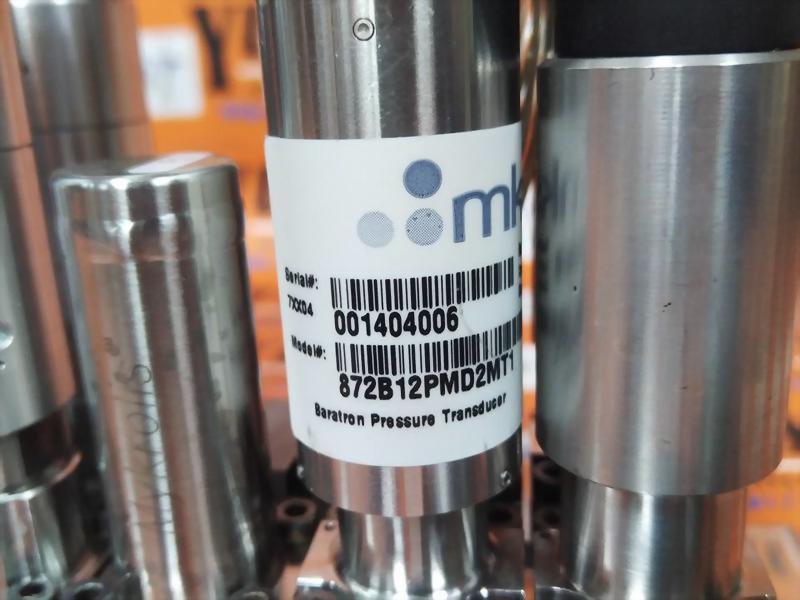 mk
Serial#:
7XX04
001404006
Model#:
872B12PMD2MT1
Baratron Pressure Transducer